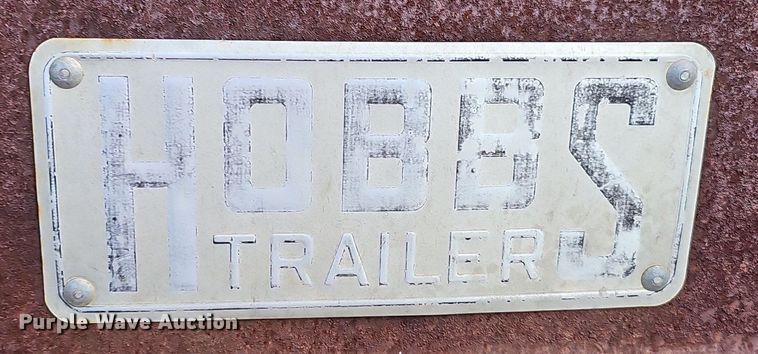 HOBBS
TRAILER
Purple Wave Auction